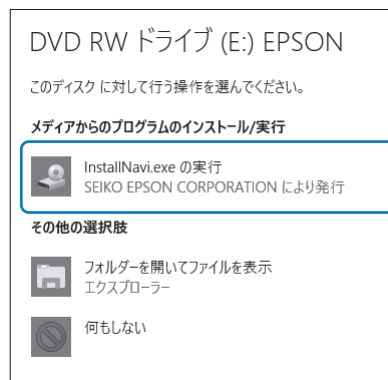 DVD RW ドライブ (E:) EPSON
このディスク に対して行う操作を選んでください。
メディアからのプログラムのインストール/実行
InstallNavi.exe の実行
SEIKO EPSON CORPORATION により発行
その他の選択肢
フォルダーを開いてファイルを表示
エクスプローラー
何もしない